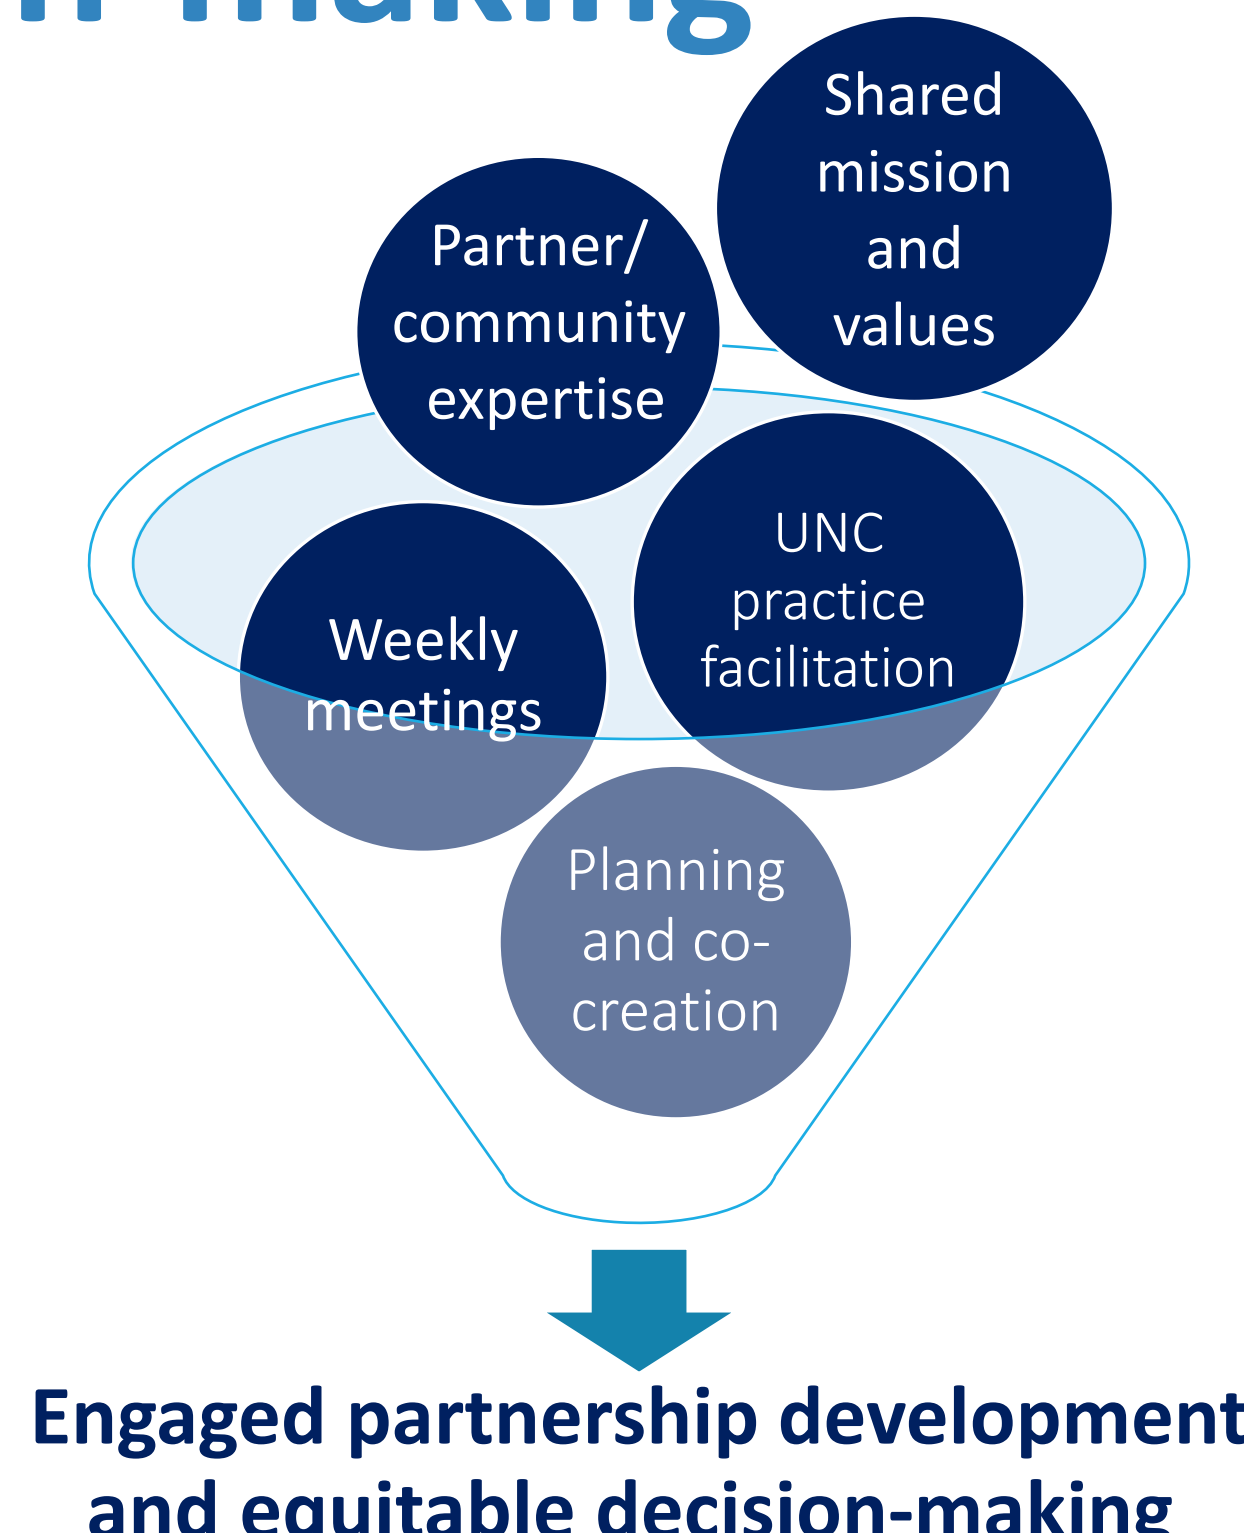 making
Shared
mission
and
values
Partner/
community
expertise
UNC
practice
facilitation
Weekly
meetings
Planning
and co-
creation
Engaged partnership development
and equitable decision-making